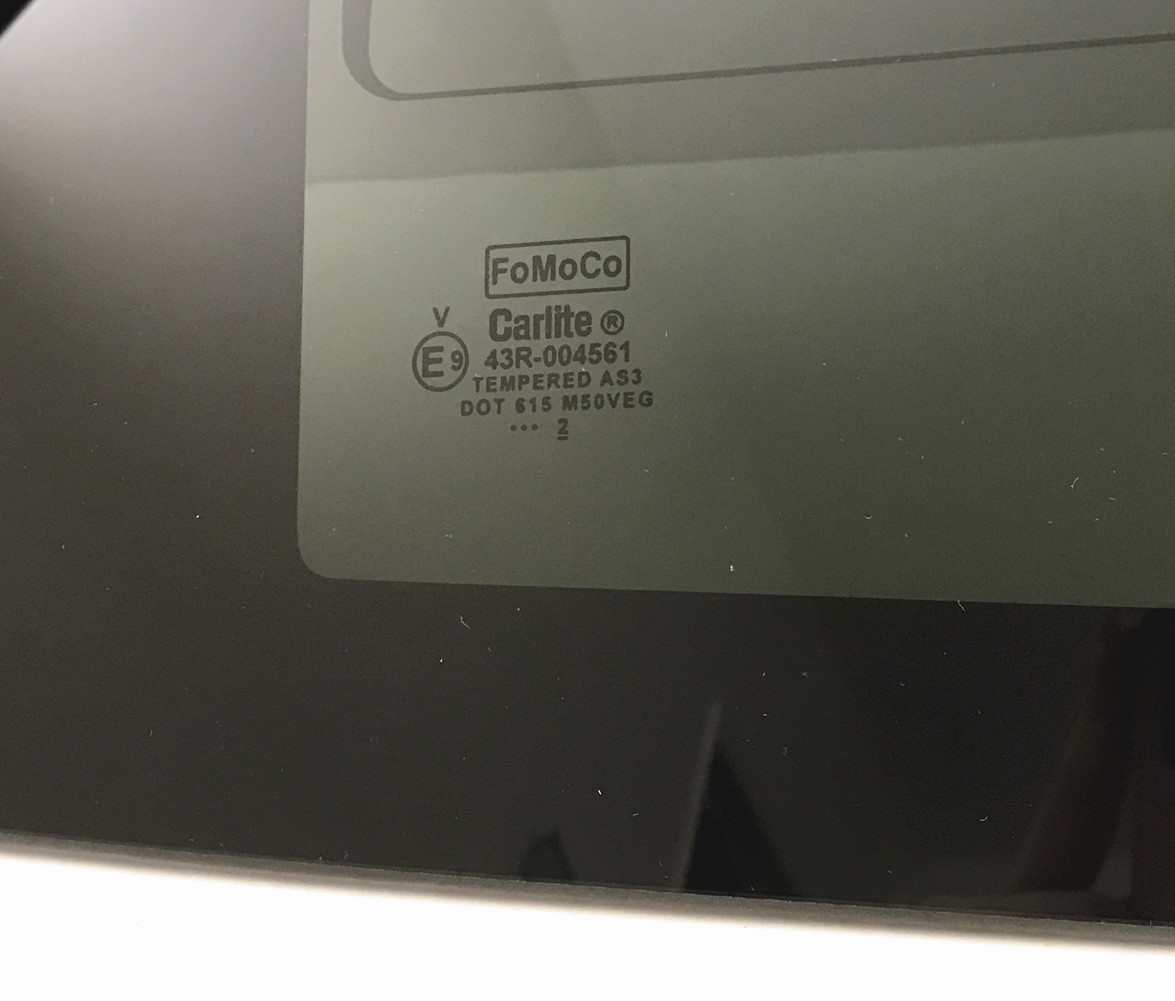 FoMoCo
Carlite ®
V
E9 43R-004561
TEMPERED AS3
DOT 615 M50VEG
... 2